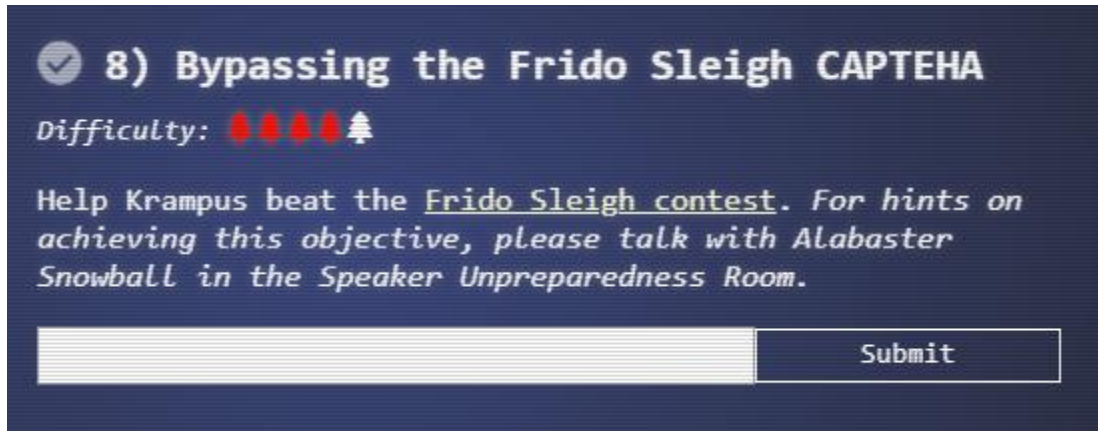 8) Bypassing the Frido Sleigh CAPTEHA
Difficulty:
Help Krampus beat the Frido Sleigh contest. For hints on
achieving this objective, please talk with Alabaster
Snowball in the Speaker Unpreparedness Room.
Submit